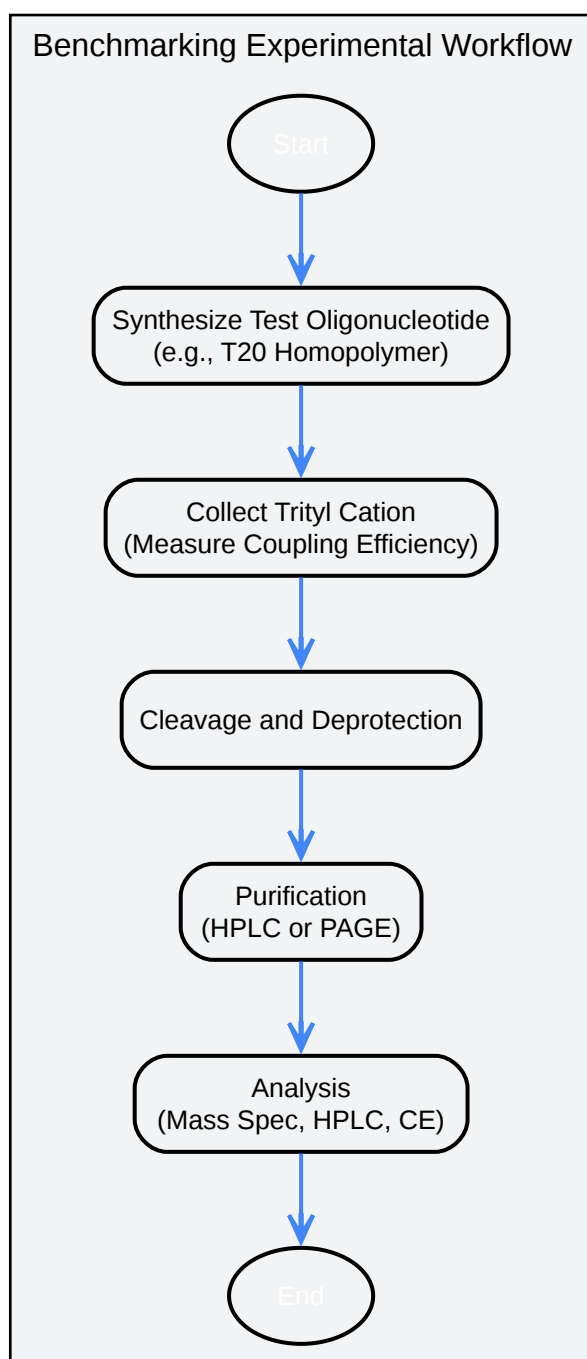 Benchmarking Experimental Workflow
Start
Synthesize Test Oligonucleotide
(e.g., T20 Homopolymer)
Collect Trityl Cation
(Measure Coupling Efficiency)
Cleavage and Deprotection
Purification
(HPLC or PAGE)
Analysis
(Mass Spec, HPLC, CE)
End